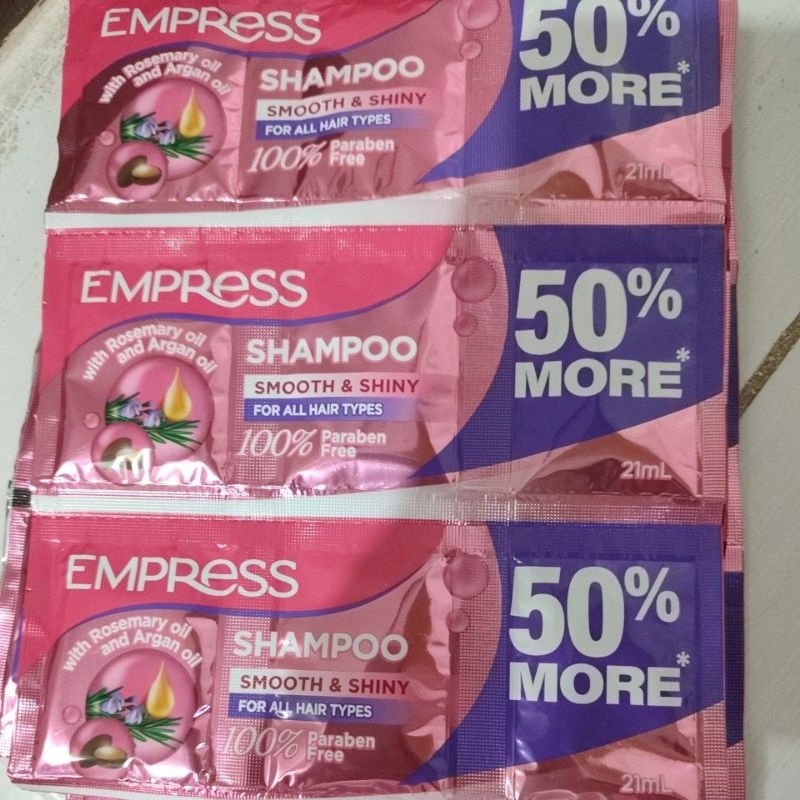 EMPRESS
with Rosemary oil
and Argan oil
SHAMPOO
SMOOTH & SHINY
FOR ALL HAIR TYPES
100% Paraben
Free
50%
MORE*
21mL
EMPRESS
with Rosemary oil
and Argan oil
SHAMPOO
SMOOTH & SHINY
FOR ALL HAIR TYPES
100% Paraben
Free
50%
MORE*
21mL
EMPRESS
with Rosemary oil
and Argan oil
SHAMPOO
SMOOTH & SHINY
FOR ALL HAIR TYPES
100% Paraben
Free
50%
MORE*
21mL